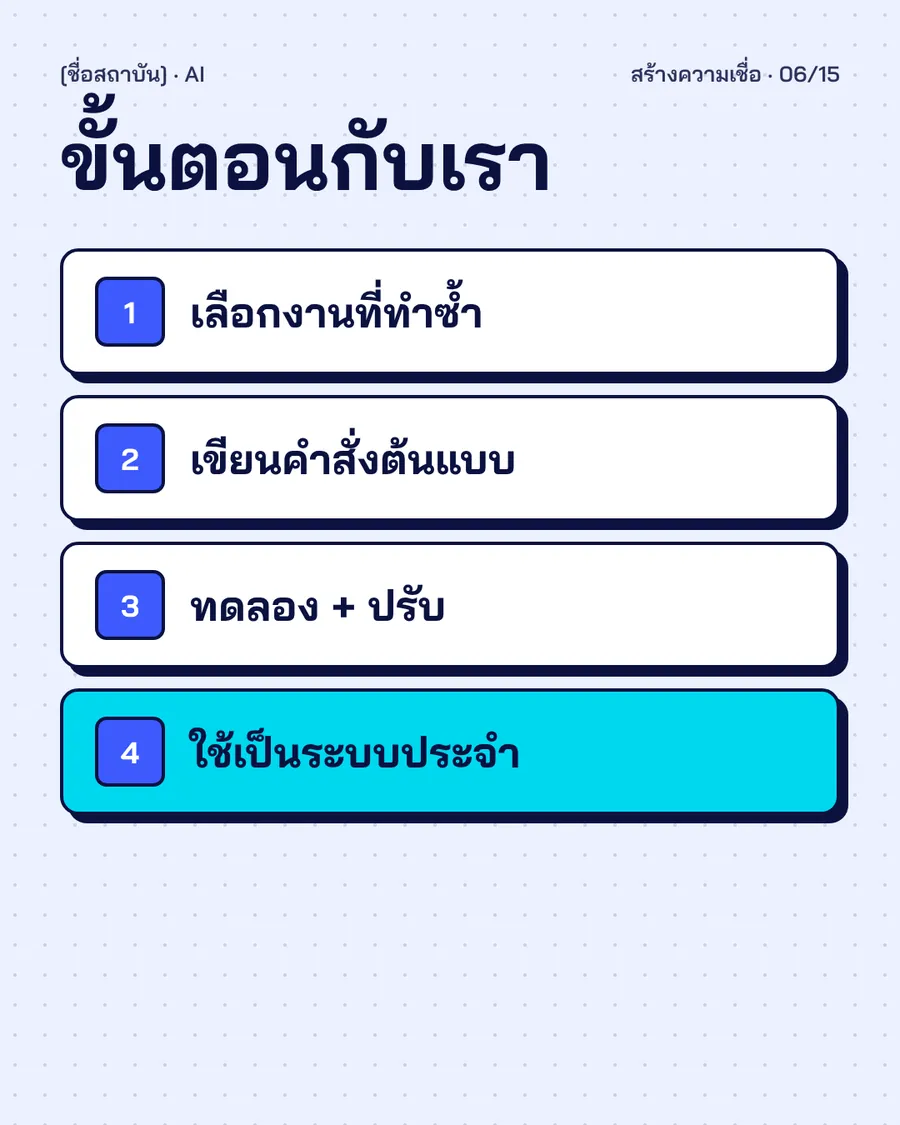 [ชื่อสถาบัน] · AI
สร้างความเชื่อ · 06/15
ขั้นตอนกับเรา
1 เลือกงานที่ทำซ้ำ
2 เขียนคำสั่งต้นแบบ
3 ทดลอง + ปรับ
4 ใช้เป็นระบบประจำ